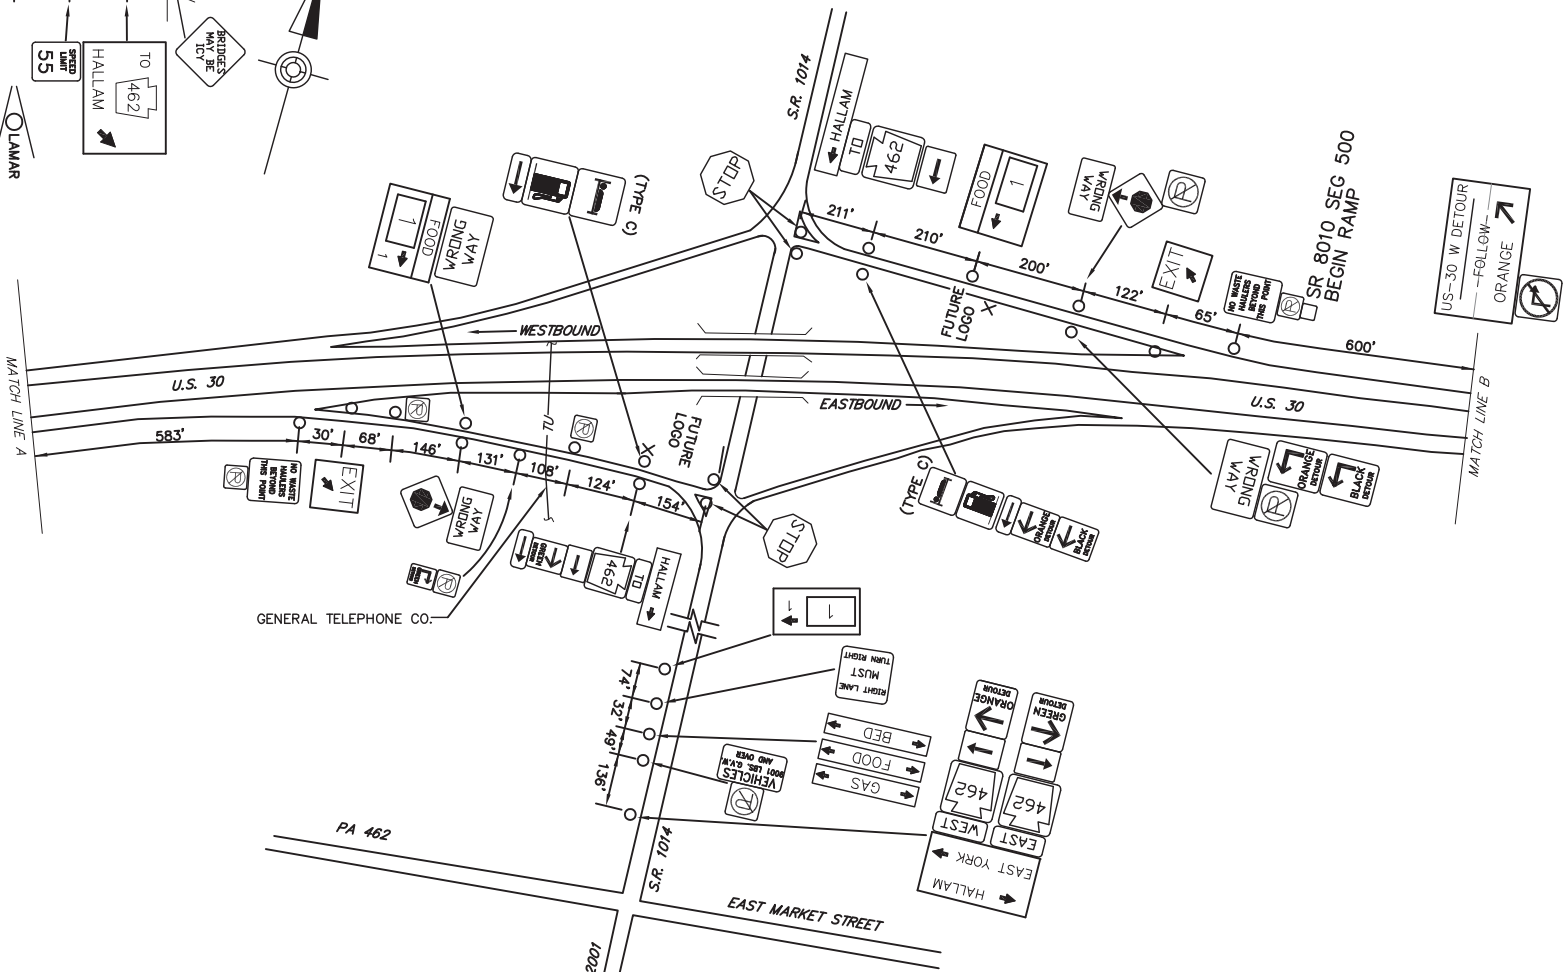 BRIDGES
MAY BE
ICY
SPEED
LIMIT
55
TO
462
HALLAM
LAMAR
S.R. 1014
HALLAM
TO
462
FOOD
1
WRONG
WAY
R
EXIT
NO WASTE
HAULERS
BEYOND
THIS POINT
R
SR 8010 SEG 500
BEGIN RAMP
US-30 W DETOUR
FOLLOW
ORANGE
211'
210'
200'
122'
65'
600'
STOP
(TYPE C)
1
FOOD
1
WRONG
WAY
FUTURE
LOGO
WESTBOUND
U.S. 30
EASTBOUND
U.S. 30
MATCH LINE A
MATCH LINE B
FUTURE
LOGO
R
R
583'
30'
68'
146'
131'
108'
124'
154'
R
NO WASTE
HAULERS
BEYOND
THIS POINT
EXIT
WRONG
WAY
R
GENERAL TELEPHONE CO.
GREEN
DETOUR
462
TO
HALLAM
STOP
(TYPE C)
ORANGE
DETOUR
BLACK
DETOUR
WRONG
WAY
R
ORANGE
DETOUR
BLACK
DETOUR
1
1
RIGHT LANE
MUST
TURN RIGHT
74'
32'
49'
136'
BED
FOOD
GAS
VEHICLES
9001 LBS. G.V.W.
AND OVER
ORANGE
DETOUR
GREEN
DETOUR
462
462
WEST
EAST
EAST YORK
HALLAM
PA 462
S.R. 1014
EAST MARKET STREET
2001